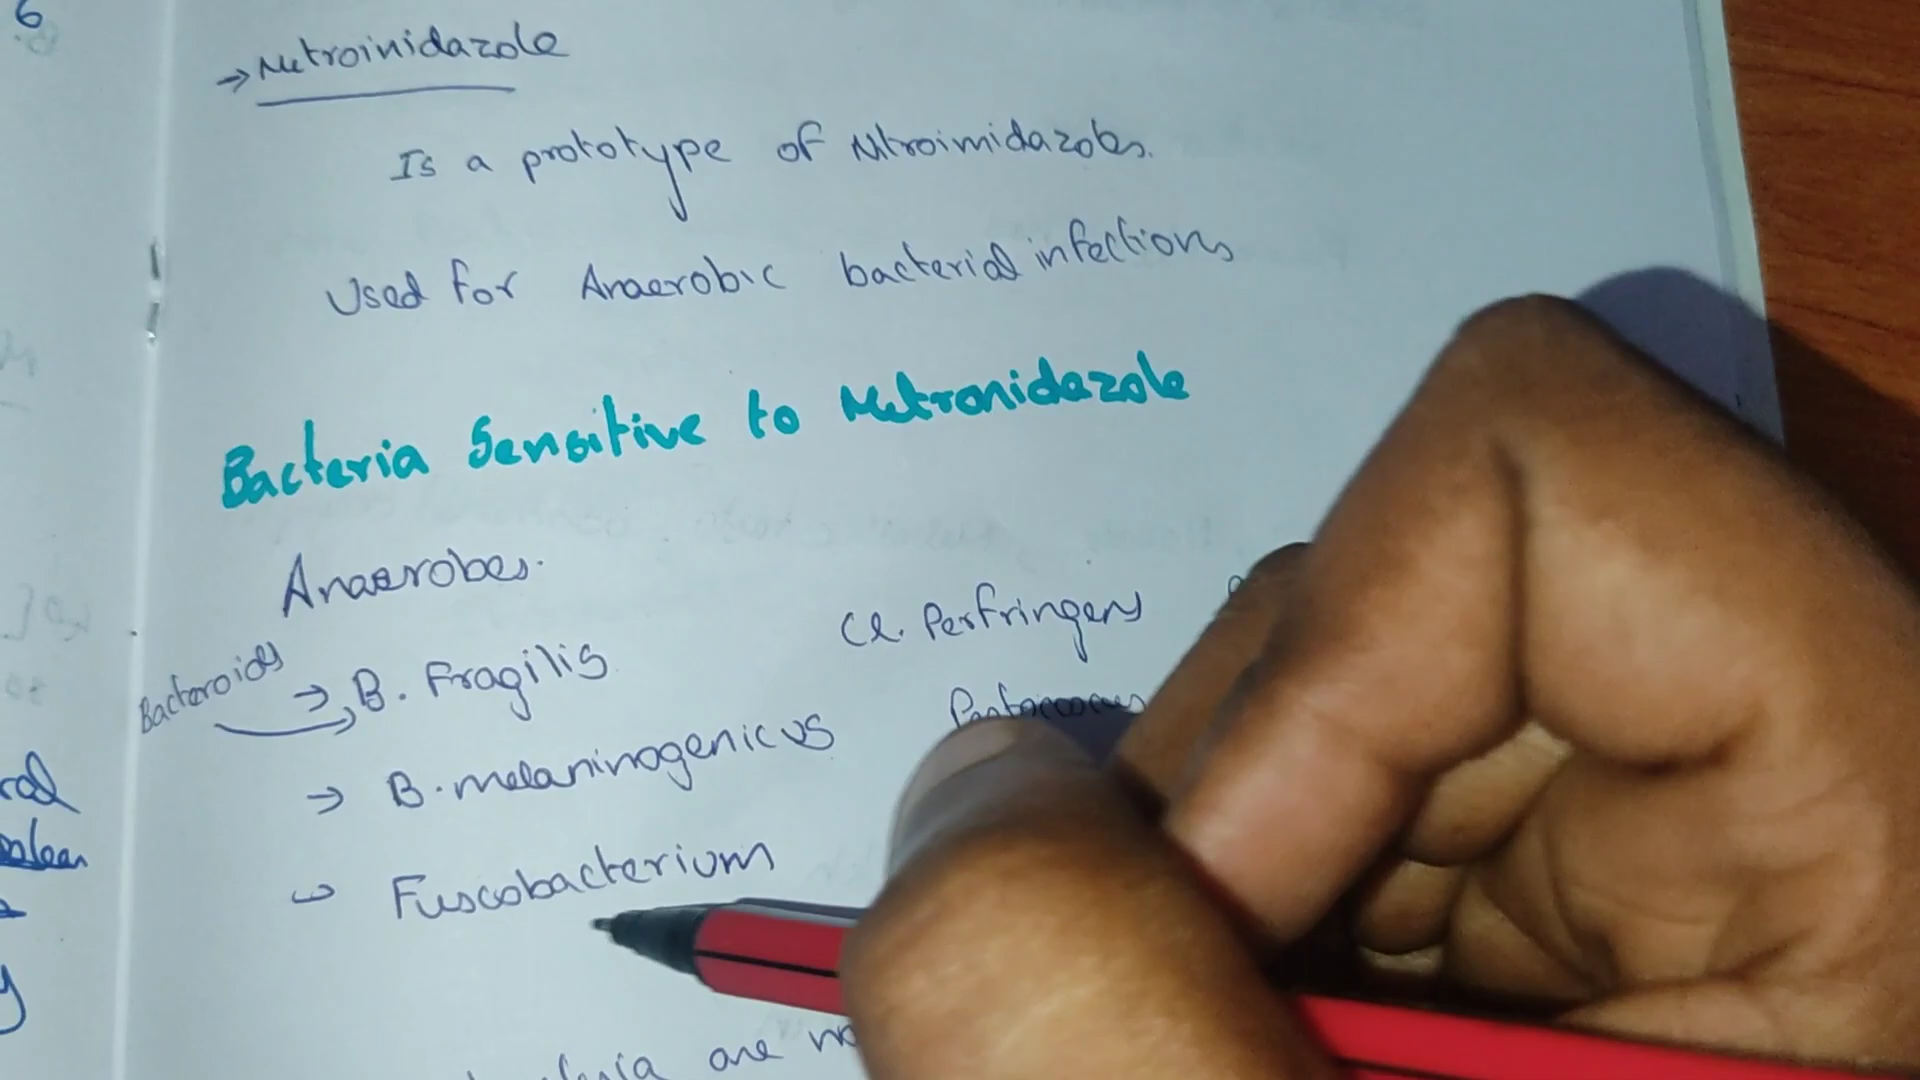 6
→ Metroinidazole
Is a prototype of Nitroimidazoles.
Used for Anaerobic bacterial infections
Bacteria Sensitive to Metronidazole
Anaerobes.
Bacteroids → B. Fragilis
Cl. Perfringens
→ B. melaninogenicus
→ Fuscobacterium
are